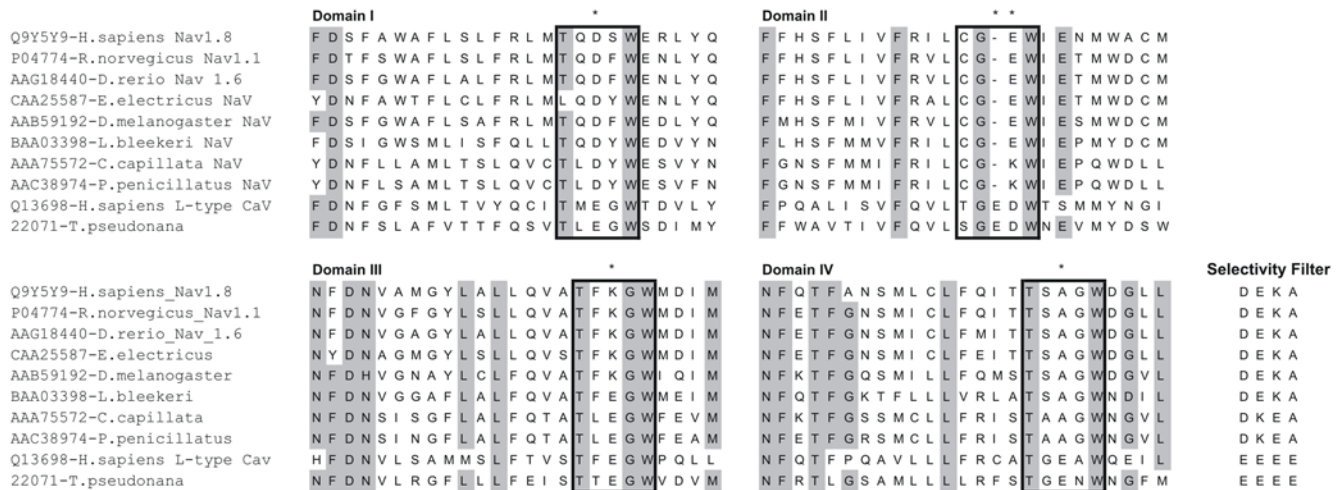 Domain I * Domain II * *
Q9Y5Y9-H.sapiens Nav1.8 F D S F A W A F L S L F R L M T Q D S W E R L Y Q F F H S F L I V F R I L C G - E W I E N M W A C M
P04774-R.norvegicus Nav1.1 F D T F S W A F L S L F R L M T Q D F W E N L Y Q F F H S F L I V F R V L C G - E W I E T M W D C M
AAG18440-D.rerio Nav 1.6 F D S F G W A F L A L F R L M T Q D F W E N L Y Q F F H S F L I V F R V L C G - E W I E T M W D C M
CAA25587-E.electricus NaV Y D N F A W T F L C L F R L M L Q D Y W E N L Y Q F F H S F L I V F R A L C G - E W I E T M W D C M
AAB59192-D.melanogaster NaV F D S F G W A F L S A F R L M T Q D F W E D L Y Q F M H S F M I V F R V L C G - E W I E S M W D C M
BAA03398-L.bleekeri NaV F D S I G W S M L I S F Q L L T Q D Y W E D V Y N F L H S F M M V F R I L C G - E W I E P M Y D C M
AAA75572-C.capillata NaV Y D N F L L A M L T S L Q V C T L D Y W E S V Y N F G N S F M M I F R I L C G - K W I E P Q W D L L
AAC38974-P.penicillatus NaV Y D N F L S A M L T S L Q V C T L D Y W E S V F N F G N S F M M I F R I L C G - K W I E P Q W D L L
Q13698-H.sapiens L-type CaV F D N F G F S M L T V Y Q C I T M E G W T D V L Y F P Q A L I S V F Q V L T G E D W T S M M Y N G I
22071-T.pseudonana F D N F S L A F V T T F Q S V T L E G W S D I M Y F F W A V T I V F Q V L S G E D W N E V M Y D S W
Domain III * Domain IV * Selectivity Filter
Q9Y5Y9-H.sapiens_Nav1.8 N F D N V A M G Y L A L L Q V A T F K G W M D I M N F Q T F A N S M L C L F Q I T T S A G W D G L L D E K A
P04774-R.norvegicus_Nav1.1 N F D N V G F G Y L S L L Q V A T F K G W M D I M N F E T F G N S M I C L F Q I T T S A G W D G L L D E K A
AAG18440-D.rerio_Nav_1.6 N F D N V G A G Y L A L L Q V A T F K G W M D I M N F E T F G N S M I C L F M I T T S A G W D G L L D E K A
CAA25587-E.electricus N Y D N A G M G Y L S L L Q V S T F K G W M D I M N F E T F G N S M I C L F E I T T S A G W D G L L D E K A
AAB59192-D.melanogaster N F D H V G N A Y L C L F Q V A T F K G W I Q I M N F K T F G Q S M I L L F Q M S T S A G W D G V L D E K A
BAA03398-L.bleekeri N F D N V G G A F L A L F Q V A T F E G W M E I M N F Q T F G K T F L L L V R L A T S A G W N D I L D E E A
AAA75572-C.capillata N F D N S I S G F L A L F Q T A T L E G W F E V M N F K T F G S S M C L L F R I S T A A G W N G V L D K E A
AAC38974-P.penicillatus N F D N S I N G F L A L F Q T A T L E G W F E A M N F E T F G R S M C L L F R I S T A A G W N G V L D K E A
Q13698-H.sapiens L-type Cav H F D N V L S A M M S L F T V S T F E G W P Q L L N F Q T F P Q A V L L L F R C A T G E A W Q E I L E E E E
22071-T.pseudonana N F D N V L R G F L L L F E I S T T E G W V D V M N F R T L G S A M L L L L R F S T G E N W N G F M E E E E